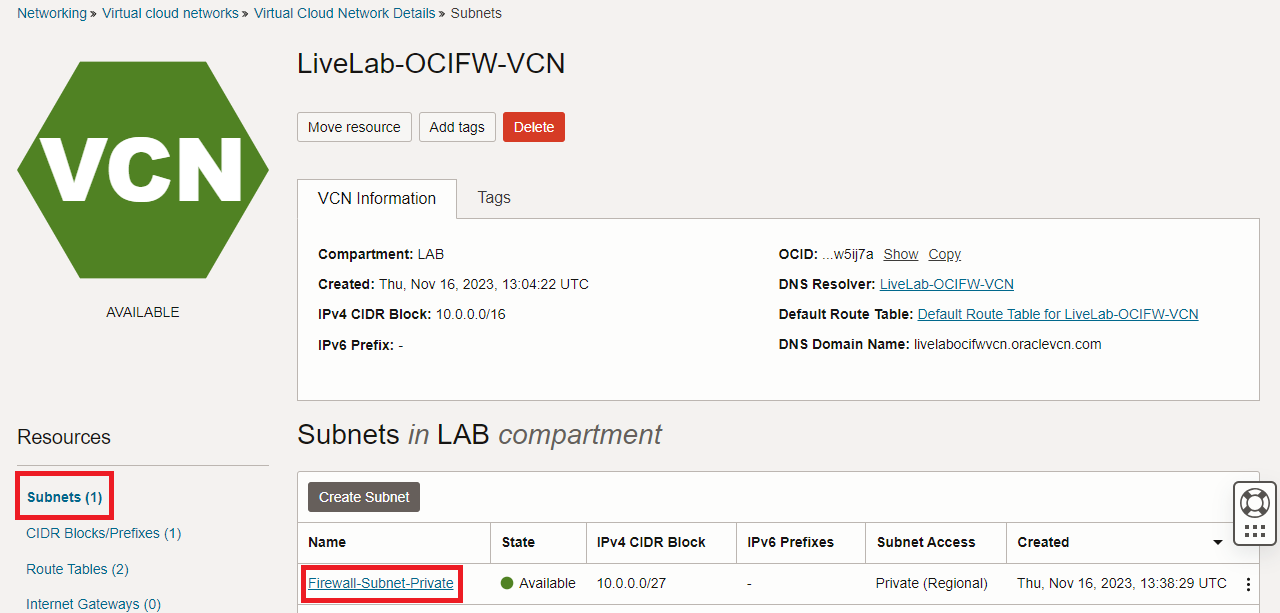 Networking » Virtual cloud networks » Virtual Cloud Network Details » Subnets
VCN
AVAILABLE
LiveLab-OCIFW-VCN
Move resource Add tags Delete
VCN Information Tags
Compartment: LAB
Created: Thu, Nov 16, 2023, 13:04:22 UTC
IPv4 CIDR Block: 10.0.0.0/16
IPv6 Prefix: -
OCID: ...w5ij7a Show Copy
DNS Resolver: LiveLab-OCIFW-VCN
Default Route Table: Default Route Table for LiveLab-OCIFW-VCN
DNS Domain Name: livelabocifwvcn.oraclevcn.com
Resources
Subnets (1)
CIDR Blocks/Prefixes (1)
Route Tables (2)
Internet Gateways (0)
Subnets in LAB compartment
Create Subnet
Name State IPv4 CIDR Block IPv6 Prefixes Subnet Access Created
Firewall-Subnet-Private Available 10.0.0.0/27 - Private (Regional) Thu, Nov 16, 2023, 13:38:29 UTC